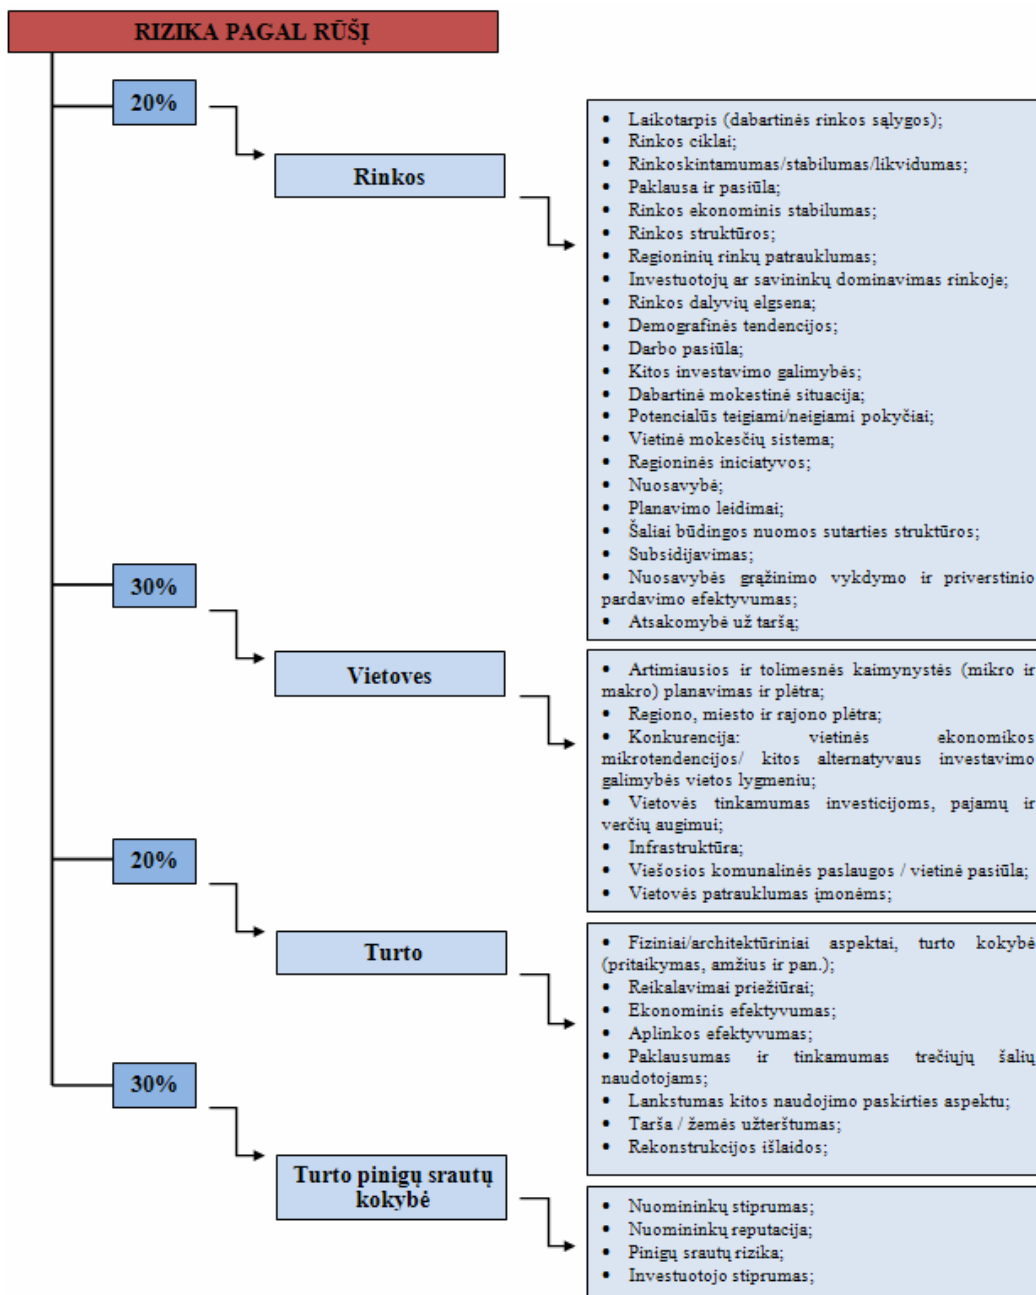 RIZIKA PAGAL RŪŠĮ
20%
Rinkos
• Laikotarpis (dabartinės rinkos sąlygos);
• Rinkos ciklai;
• Rinkoskintamumas/stabilumas/likvidumas;
• Paklausa ir pasiūla;
• Rinkos ekonominis stabilumas;
• Rinkos struktūros;
• Regioninių rinkų patrauklumas;
• Investuotojų ar savininkų dominavimas rinkoje;
• Rinkos dalyvių elgsena;
• Demografinės tendencijos;
• Darbo pasiūla;
• Kitos investavimo galimybės;
• Dabartinė mokestinė situacija;
• Potencialūs teigiami/neigiami pokyčiai;
• Vietinė mokesčių sistema;
• Regioninės iniciatyvos;
• Nuosavybė;
• Planavimo leidimai;
• Šaliai būdingos nuomos sutarties struktūros;
• Subsidijavimas;
• Nuosavybės grąžinimo vykdymo ir priverstinio
pardavimo efektyvumas;
• Atsakomybė už taršą;
30%
Vietoves
• Artimiausios ir tolimesnės kaimynystės (mikro ir
makro) planavimas ir plėtra;
• Regiono, miesto ir rajono plėtra;
• Konkurencija: vietinės ekonomikos
mikrotendencijos/ kitos alternatyvaus investavimo
galimybės vietos lygmeniu;
• Vietovės tinkamumas investicijoms, pajamų ir
verčių augimui;
• Infrastruktūra;
• Viešosios komunalinės paslaugos / vietinė pasiūla;
• Vietovės patrauklumas įmonėms;
20%
Turto
• Fiziniai/architektūriniai aspektai, turto kokybė
(pritaikymas, amžius ir pan.);
• Reikalavimai priežiūrai;
• Ekonominis efektyvumas;
• Aplinkos efektyvumas;
• Paklausumas ir tinkamumas trečiųjų šalių
naudotojams;
• Lankstumas kitos naudojimo paskirties aspektu;
• Tarša / žemės užterštumas;
• Rekonstrukcijos išlaidos;
30%
Turto pinigų srautų
kokybė
• Nuomininkų stiprumas;
• Nuomininkų reputacija;
• Pinigų srautų rizika;
• Investuotojo stiprumas;